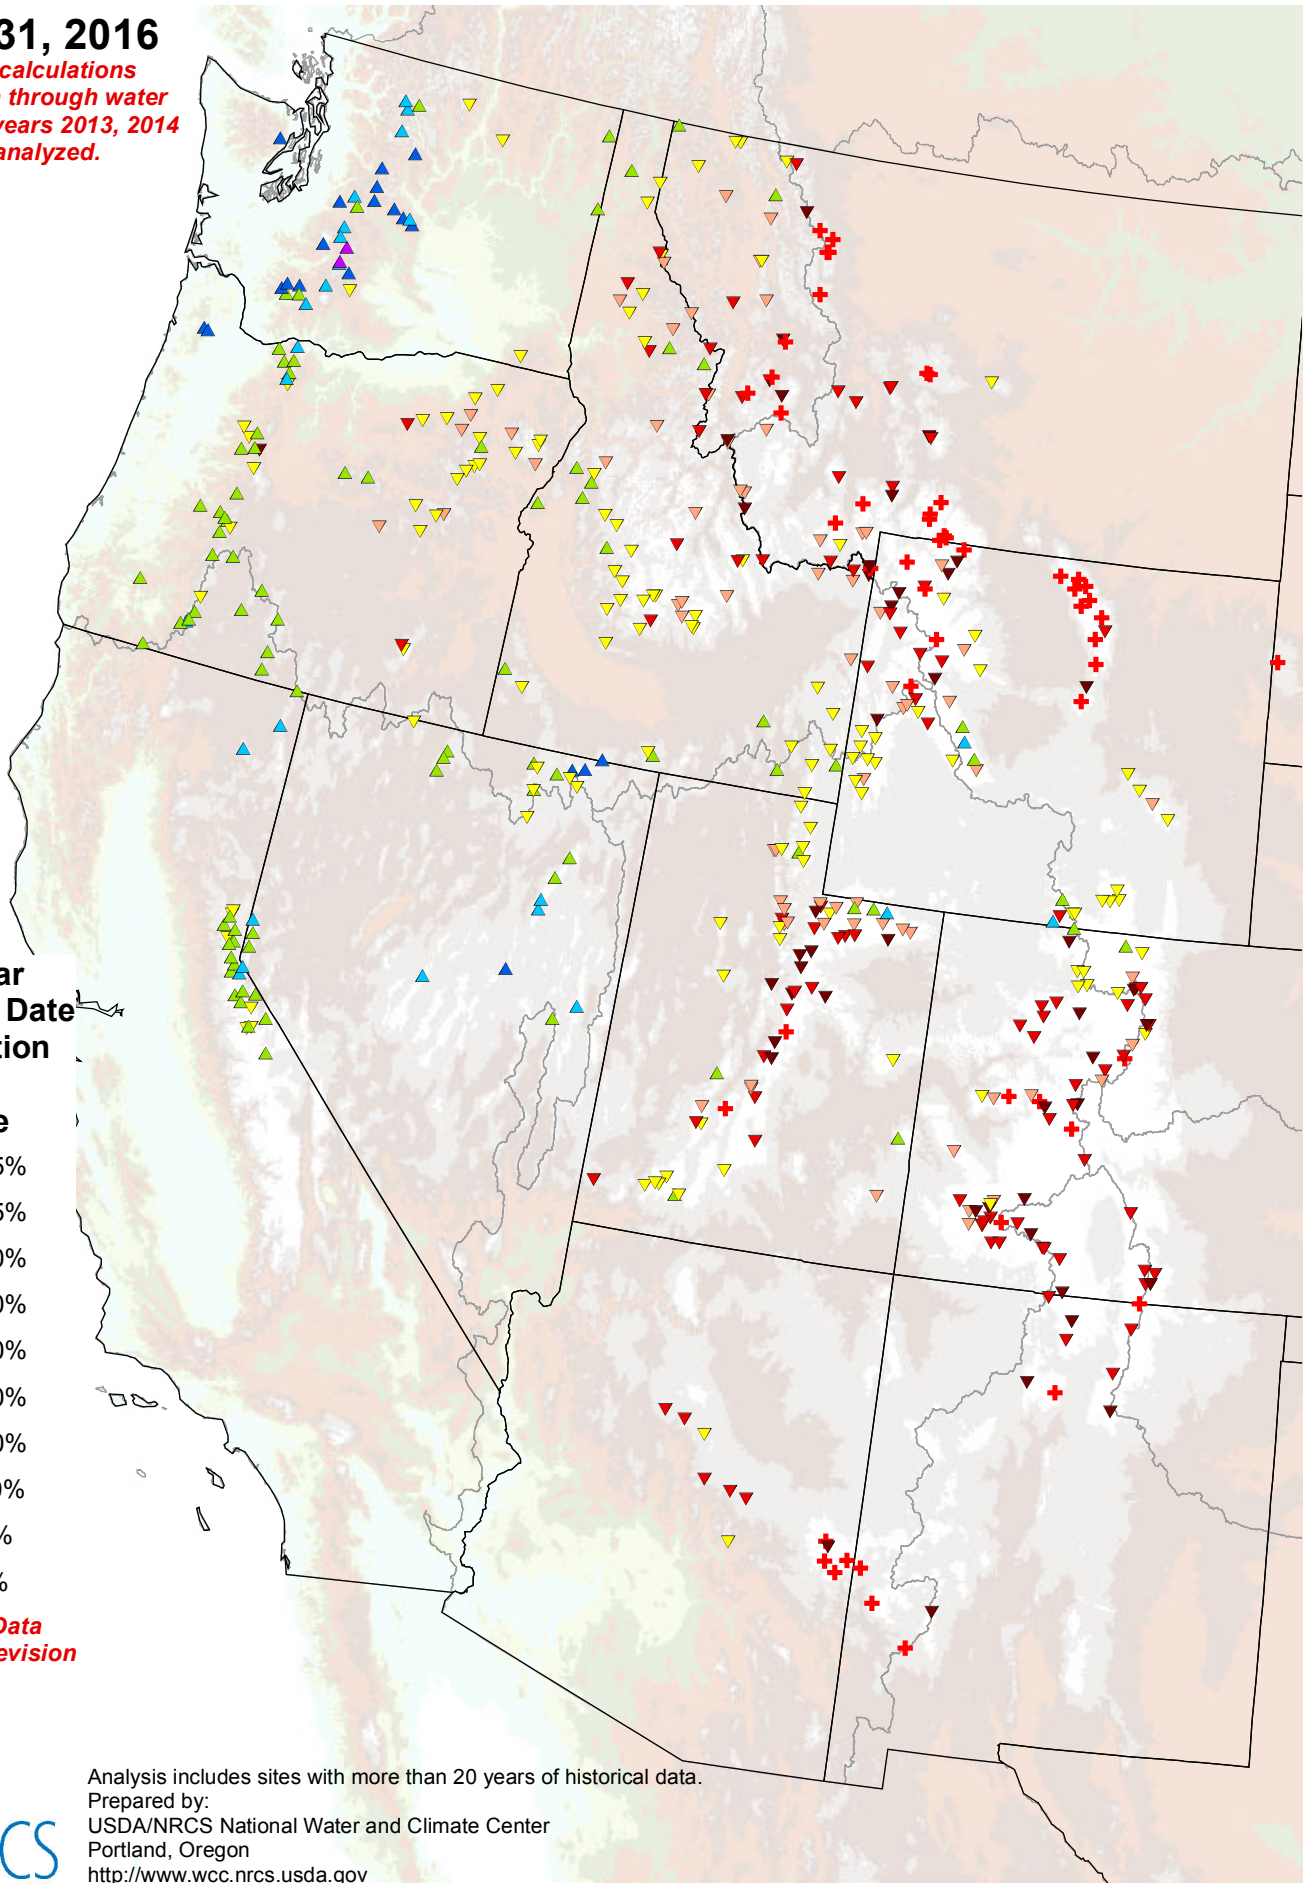 31, 2016
calculations
through water
years 2013, 2014
analyzed.
ar
Date
tion
e
5%
5%
0%
0%
0%
0%
0%
0%
%
%
Data
evision
Analysis includes sites with more than 20 years of historical data.
Prepared by:
USDA/NRCS National Water and Climate Center
Portland, Oregon
http://www.wcc.nrcs.usda.gov
CS